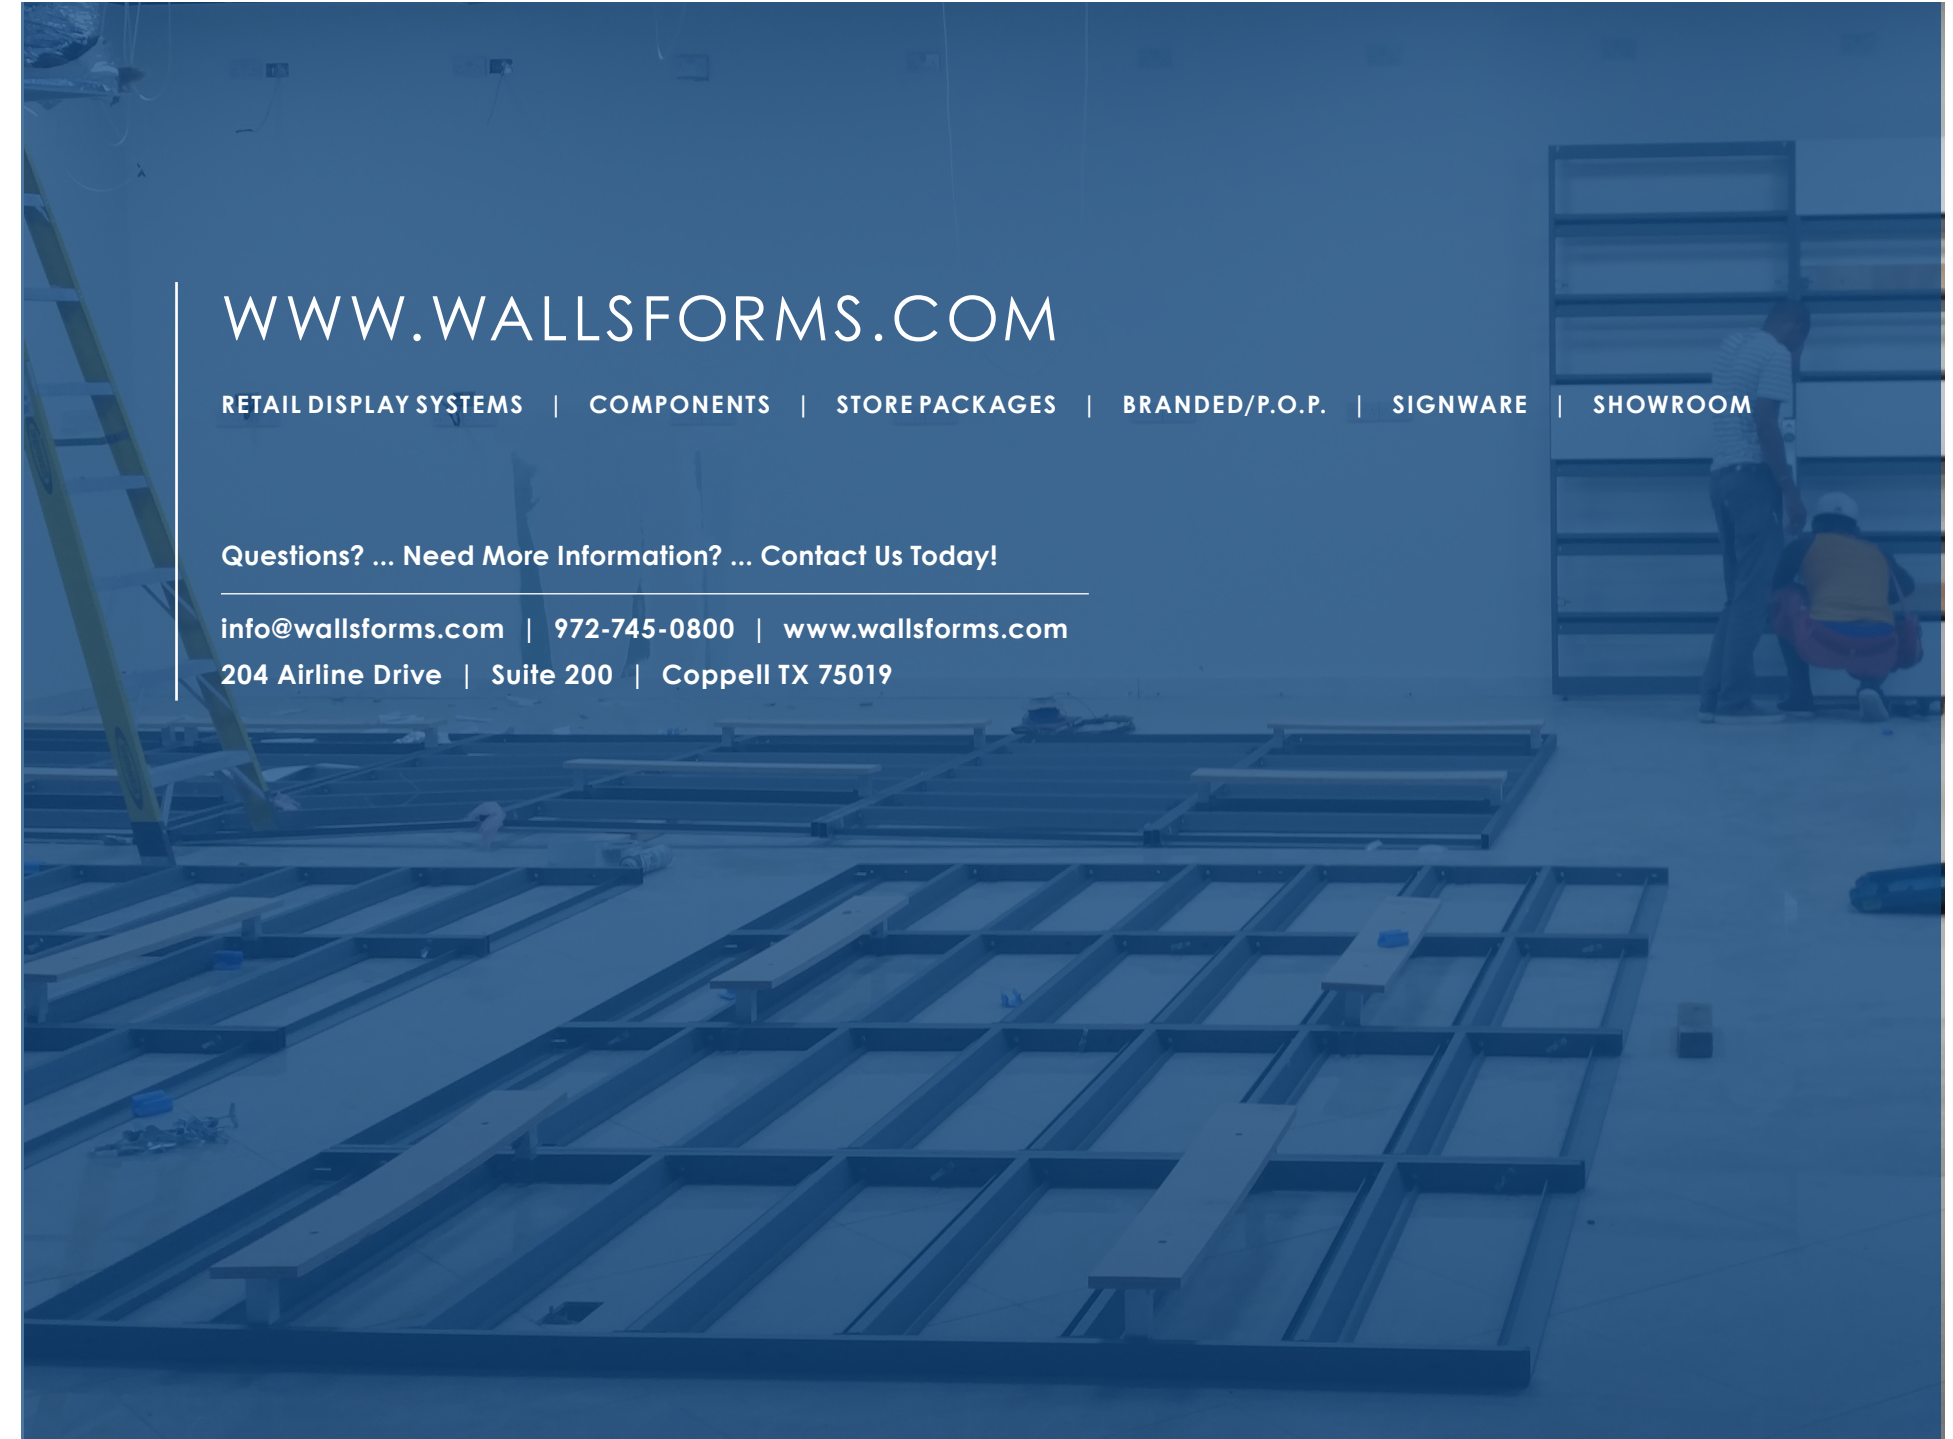 WWW.WALLSFORMS.COM
RETAIL DISPLAY SYSTEMS | COMPONENTS | STORE PACKAGES | BRANDED/P.O.P. | SIGNWARE | SHOWROOM
Questions? ... Need More Information? ... Contact Us Today!
info@wallsforms.com | 972-745-0800 | www.wallsforms.com
204 Airline Drive | Suite 200 | Coppell TX 75019